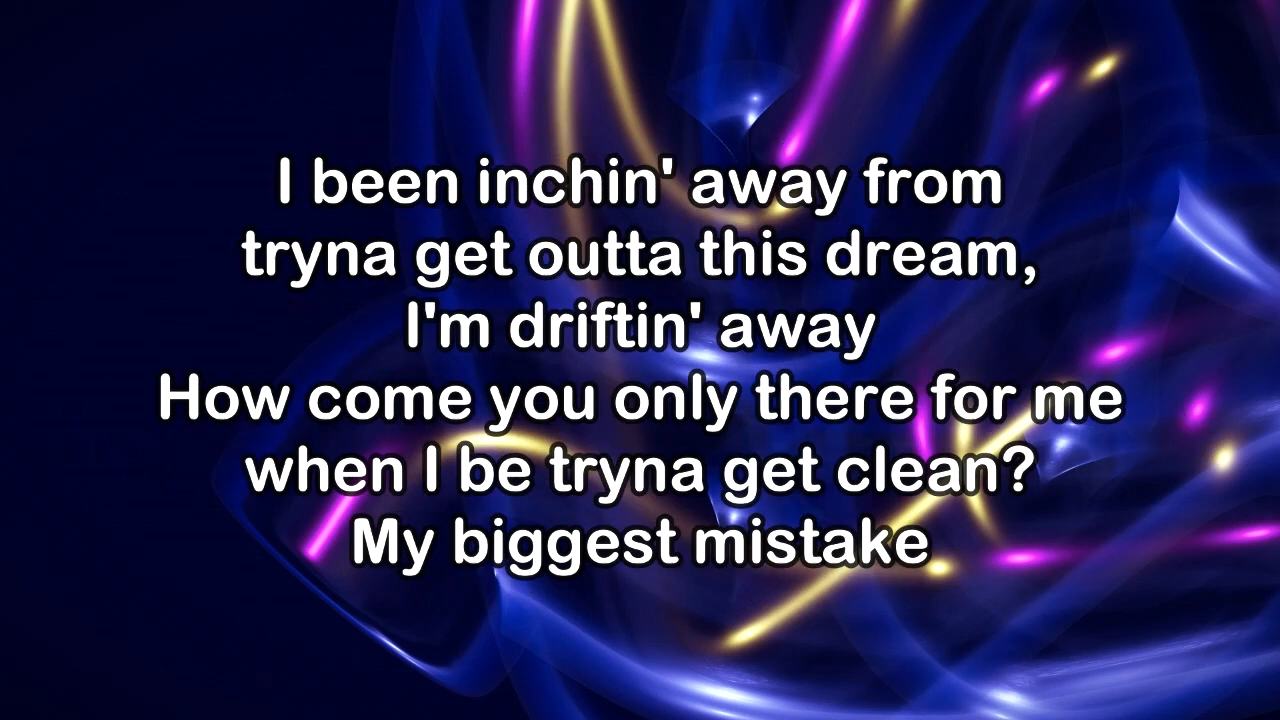 I been inchin' away from
tryna get outta this dream,
I'm driftin' away
How come you only there for me
when I be tryna get clean?
My biggest mistake